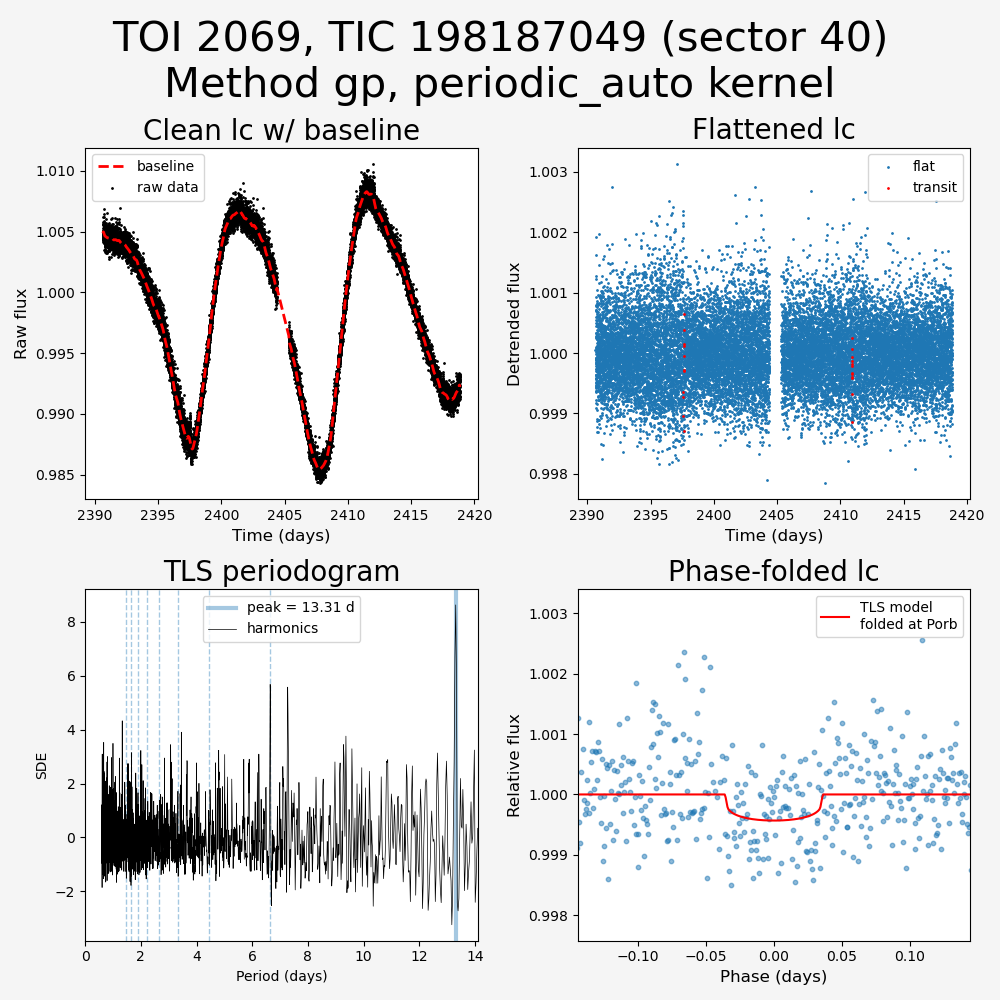 TOI 2069, TIC 198187049 (sector 40)
Method gp, periodic_auto kernel
Clean lc w/ baseline
baseline
raw data
1.010
1.005
1.000
0.995
0.990
0.985
Raw flux
2390
2395
2400
2405
2410
2415
2420
Time (days)
Flattened lc
flat
transit
1.003
1.002
1.001
1.000
0.999
0.998
Detrended flux
2390
2395
2400
2405
2410
2415
2420
Time (days)
TLS periodogram
peak = 13.31 d
harmonics
8
6
4
2
0
−2
SDE
0
2
4
6
8
10
12
14
Period (days)
Phase-folded lc
TLS model
folded at Porb
1.003
1.002
1.001
1.000
0.999
0.998
Relative flux
−0.10
−0.05
0.00
0.05
0.10
Phase (days)